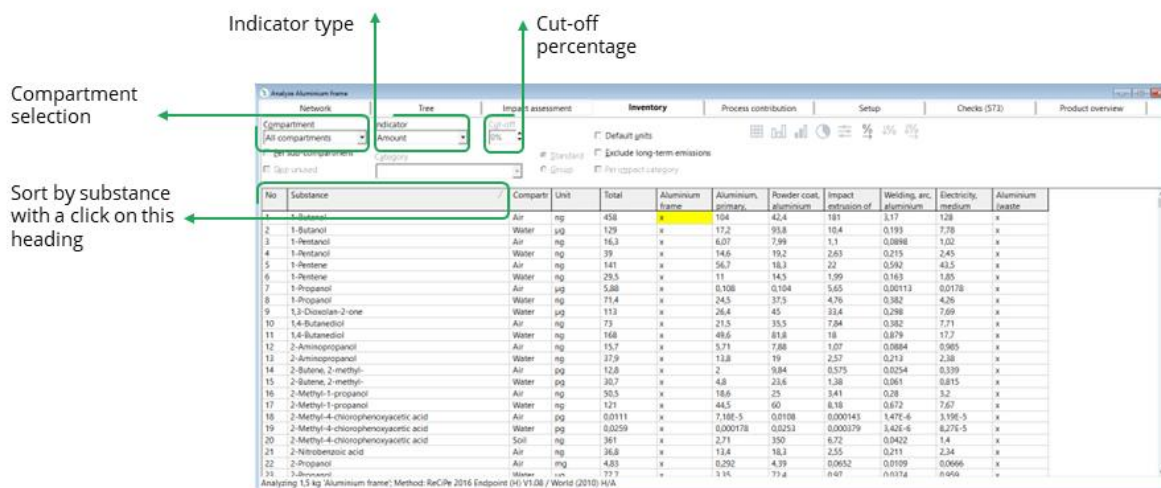 Indicator type
Cut-off
percentage
Compartment
selection
Sort by substance
with a click on this
heading
Analyze Aluminium frame
Network Tree Impact assessment Inventory Process contribution Setup Checks (573) Product overview
Compartment Indicator Cut-off
All compartments Amount 0% Default units
Per sub-compartment Category Standard Exclude long-term emissions
Skip unused Group Per impact category
No Substance Compartr Unit Total Aluminium frame Aluminium, primary, Powder coat, aluminium Impact extrusion of Welding, arc, aluminium Electricity, medium Aluminium (waste
1 1-Butanol Air ng 458 x 104 42,4 181 3,17 128 x
2 1-Butanol Water µg 129 x 17,2 93,8 10,4 0,193 7,78 x
3 1-Pentanol Air ng 16,3 x 6,07 7,99 1,1 0,0898 1,02 x
4 1-Pentanol Water ng 39 x 14,6 19,2 2,63 0,215 2,45 x
5 1-Pentene Air ng 141 x 56,7 18,3 22 0,592 43,5 x
6 1-Pentene Water ng 29,5 x 11 14,5 1,99 0,163 1,85 x
7 1-Propanol Air µg 5,88 x 0,108 0,104 5,65 0,00113 0,0178 x
8 1-Propanol Water ng 71,4 x 24,5 37,5 4,76 0,382 4,26 x
9 1,3-Dioxolan-2-one Water µg 113 x 26,4 45 33,4 0,298 7,69 x
10 1,4-Butanediol Air ng 73 x 21,5 35,5 7,84 0,382 7,71 x
11 1,4-Butanediol Water ng 168 x 49,6 81,8 18 0,879 17,7 x
12 2-Aminopropanol Air ng 15,7 x 5,71 7,88 1,07 0,0884 0,985 x
13 2-Aminopropanol Water ng 37,9 x 13,8 19 2,57 0,213 2,38 x
14 2-Butene, 2-methyl- Air pg 12,8 x 2 9,84 0,575 0,0254 0,339 x
15 2-Butene, 2-methyl- Water pg 30,7 x 4,8 23,6 1,38 0,061 0,815 x
16 2-Methyl-1-propanol Air ng 50,5 x 18,6 25 3,41 0,28 3,2 x
17 2-Methyl-1-propanol Water ng 121 x 44,5 60 8,18 0,672 7,67 x
18 2-Methyl-4-chlorophenoxyacetic acid Air pg 0,0111 x 7,18E-5 0,0108 0,000143 1,47E-6 3,19E-5 x
19 2-Methyl-4-chlorophenoxyacetic acid Water pg 0,0259 x 0,000178 0,0253 0,000379 3,42E-6 8,27E-5 x
20 2-Methyl-4-chlorophenoxyacetic acid Soil ng 361 x 2,71 350 6,72 0,0422 1,4 x
21 2-Nitrobenzoic acid Air ng 36,8 x 13,4 18,3 2,55 0,211 2,34 x
22 2-Propanol Air mg 4,83 x 0,292 4,39 0,0652 0,0109 0,0666 x
23 2-Propanol Water 77,7 x 3,35 72,4 0,97 0,0374 0,959 x
Analyzing 1,5 kg 'Aluminium frame'; Method: ReCiPe 2016 Endpoint (H) V1.08 / World (2010) H/A